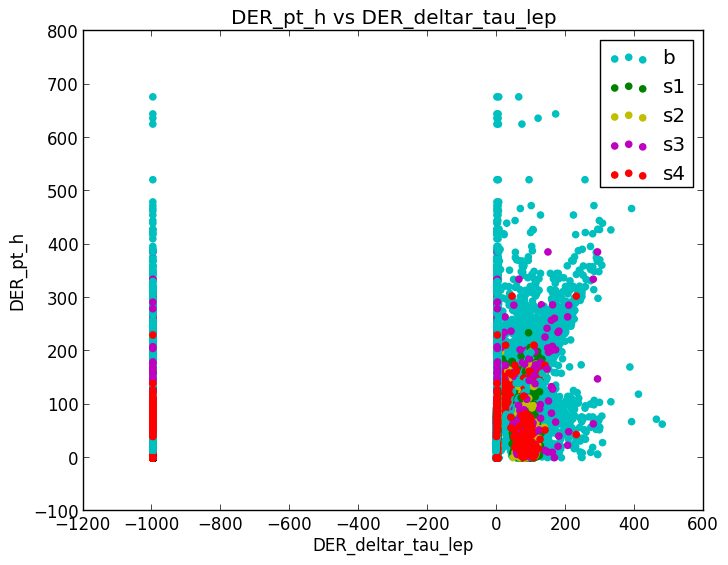 DER_pt_h vs DER_deltar_tau_lep
800
700
600
500
400
300
200
100
0
−100
DER_pt_h
−1200 −1000 −800 −600 −400 −200 0 200 400 600
DER_deltar_tau_lep
b
s1
s2
s3
s4